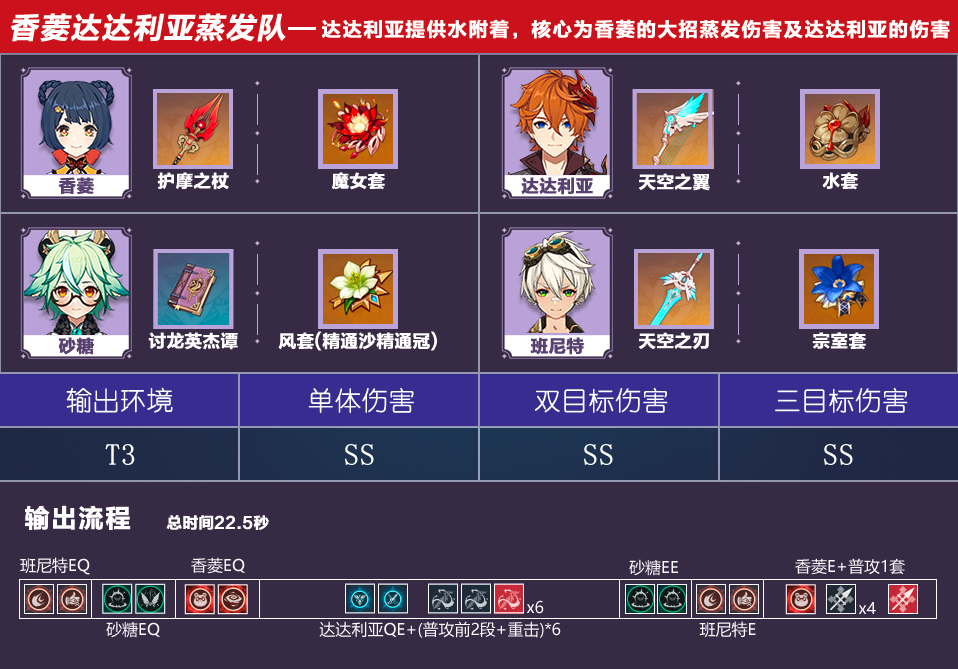 香菱达达利亚蒸发队— 达达利亚提供水附着，核心为香菱的大招蒸发伤害及达达利亚的伤害
香菱
护摩之杖
魔女套
达达利亚
天空之翼
水套
砂糖
讨龙英杰谭
风套(精通沙精通冠)
班尼特
天空之刃
宗室套
输出环境
单体伤害
双目标伤害
三目标伤害
T3
SS
SS
SS
输出流程
总时间22.5秒
班尼特EQ
香菱EQ
砂糖EE
香菱E+普攻1套
x6
x4
砂糖EQ
达达利亚QE+(普攻前2段+重击)*6
班尼特E